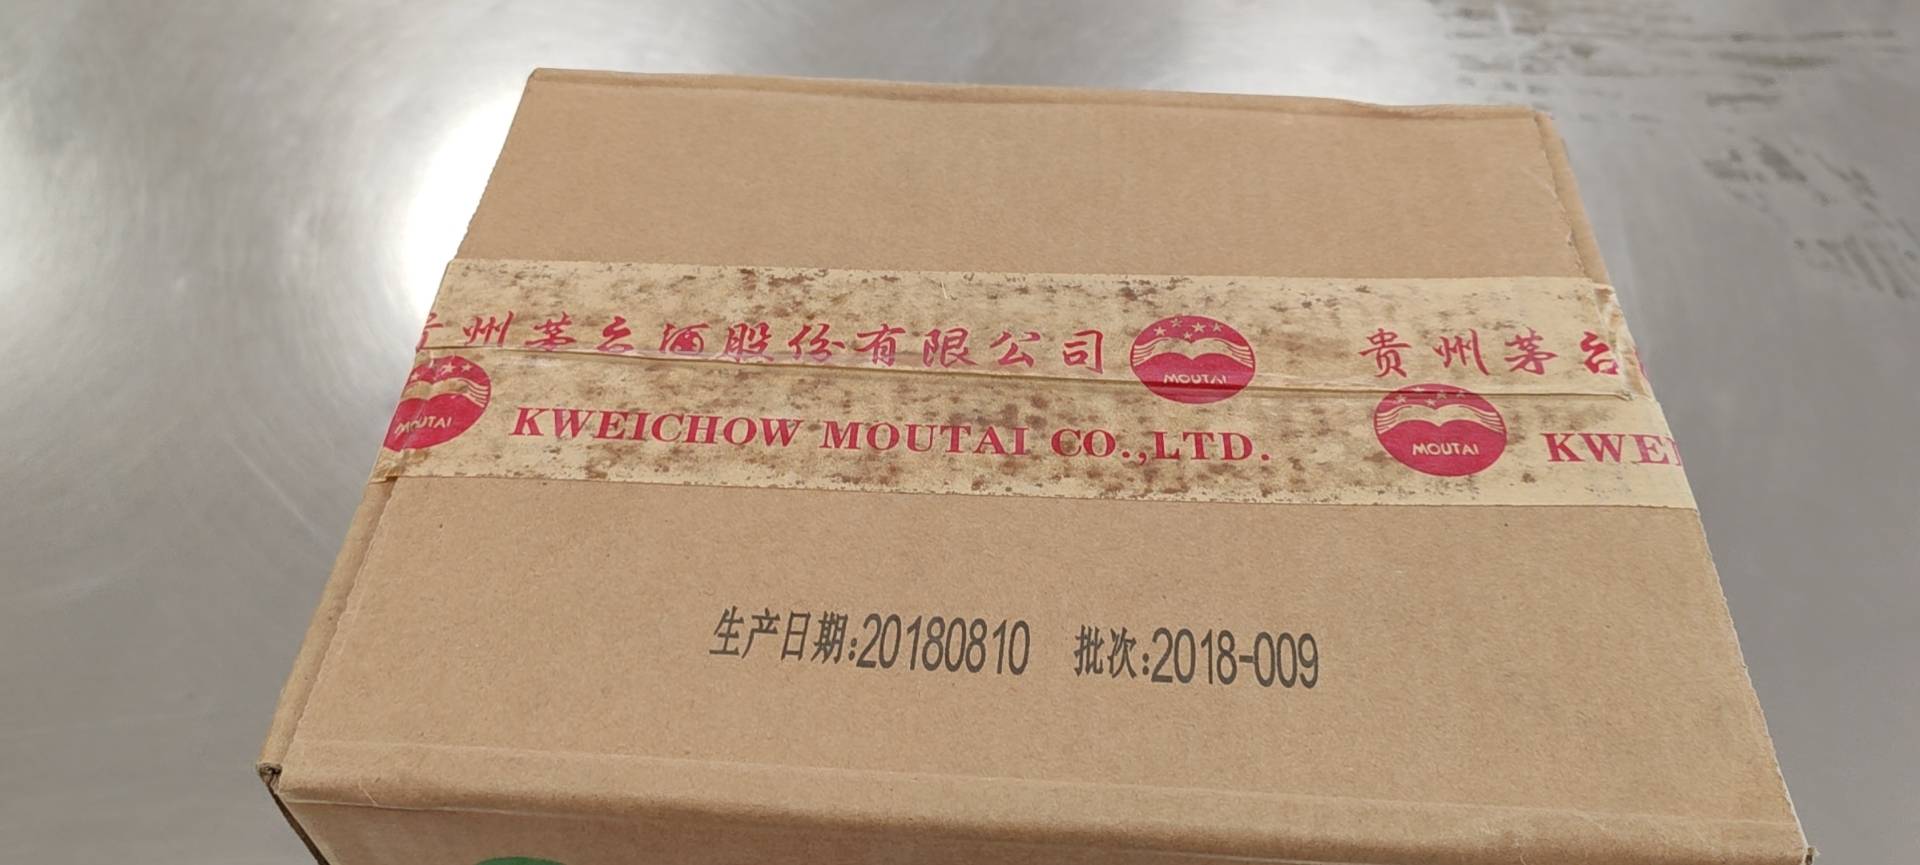 州茅台酒股份有限公司 MOUTAI 贵州茅台
MOUTAI KWEICHOW MOUTAI CO.,LTD. MOUTAI KWEI
生产日期:20180810 批次:2018-009